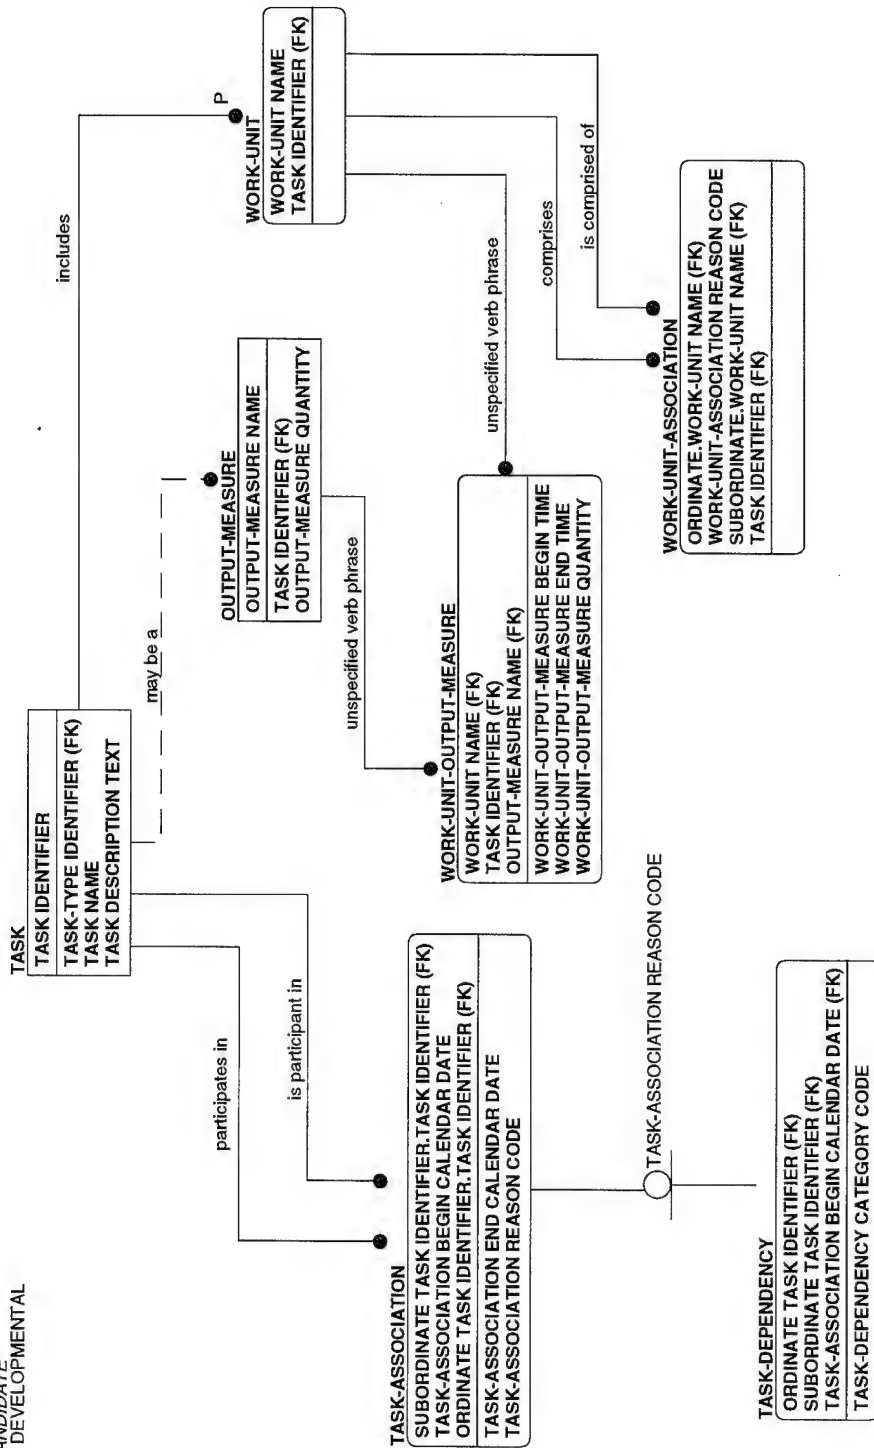 ANDIDATE
DEVELOPMENTAL
TASK
TASK IDENTIFIER
TASK-TYPE IDENTIFIER (FK)
TASK NAME
TASK DESCRIPTION TEXT
includes
may be a
participates in
is participant in
P
WORK-UNIT
WORK-UNIT NAME
TASK IDENTIFIER (FK)
OUTPUT-MEASURE
OUTPUT-MEASURE NAME
TASK IDENTIFIER (FK)
OUTPUT-MEASURE QUANTITY
unspecified verb phrase
unspecified verb phrase
comprises
is comprised of
TASK-ASSOCIATION
SUBORDINATE TASK IDENTIFIER.TASK IDENTIFIER (FK)
TASK-ASSOCIATION BEGIN CALENDAR DATE
ORDINATE TASK IDENTIFIER.TASK IDENTIFIER (FK)
TASK-ASSOCIATION END CALENDAR DATE
TASK-ASSOCIATION REASON CODE
WORK-UNIT-OUTPUT-MEASURE
WORK-UNIT NAME (FK)
TASK IDENTIFIER (FK)
OUTPUT-MEASURE NAME (FK)
WORK-UNIT-OUTPUT-MEASURE BEGIN TIME
WORK-UNIT-OUTPUT-MEASURE END TIME
WORK-UNIT-OUTPUT-MEASURE QUANTITY
WORK-UNIT-ASSOCIATION
ORDINATE.WORK-UNIT NAME (FK)
WORK-UNIT-ASSOCIATION REASON CODE
SUBORDINATE.WORK-UNIT NAME (FK)
TASK IDENTIFIER (FK)
TASK-ASSOCIATION REASON CODE
TASK-DEPENDENCY
ORDINATE TASK IDENTIFIER (FK)
SUBORDINATE TASK IDENTIFIER (FK)
TASK-ASSOCIATION BEGIN CALENDAR DATE (FK)
TASK-DEPENDENCY CATEGORY CODE